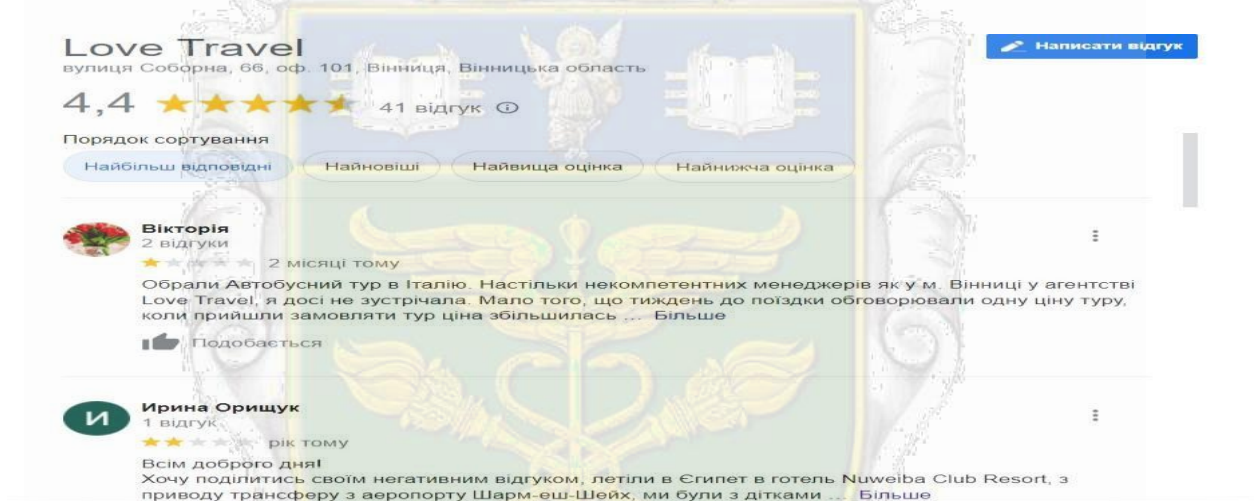 Love Travel
Написати відгук
вулиця Соборна, 66, оф. 101, Вінниця, Вінницька область
4,4 41 відгук
Порядок сортування
Найбільш відповідні Найновіші Найвища оцінка Найнижча оцінка
Вікторія
2 відгуки
2 місяці тому
Обрали Автобусний тур в Італію. Настільки некомпетентних менеджерів як у м. Вінниці у агентстві
Love Travel, я досі не зустрічала. Мало того, що тиждень до поїздки обговорювали одну ціну туру,
коли прийшли замовляти тур ціна збільшилась ... Більше
Подобається
И
Ирина Орищук
1 відгук
рік тому
Всім доброго дня!
Хочу поділитись своїм негативним відгуком, летіли в Єгипет в готель Nuweiba Club Resort, з
приводу трансферу з аеропорту Шарм-еш-Шейх, ми були з дітками ... Більше